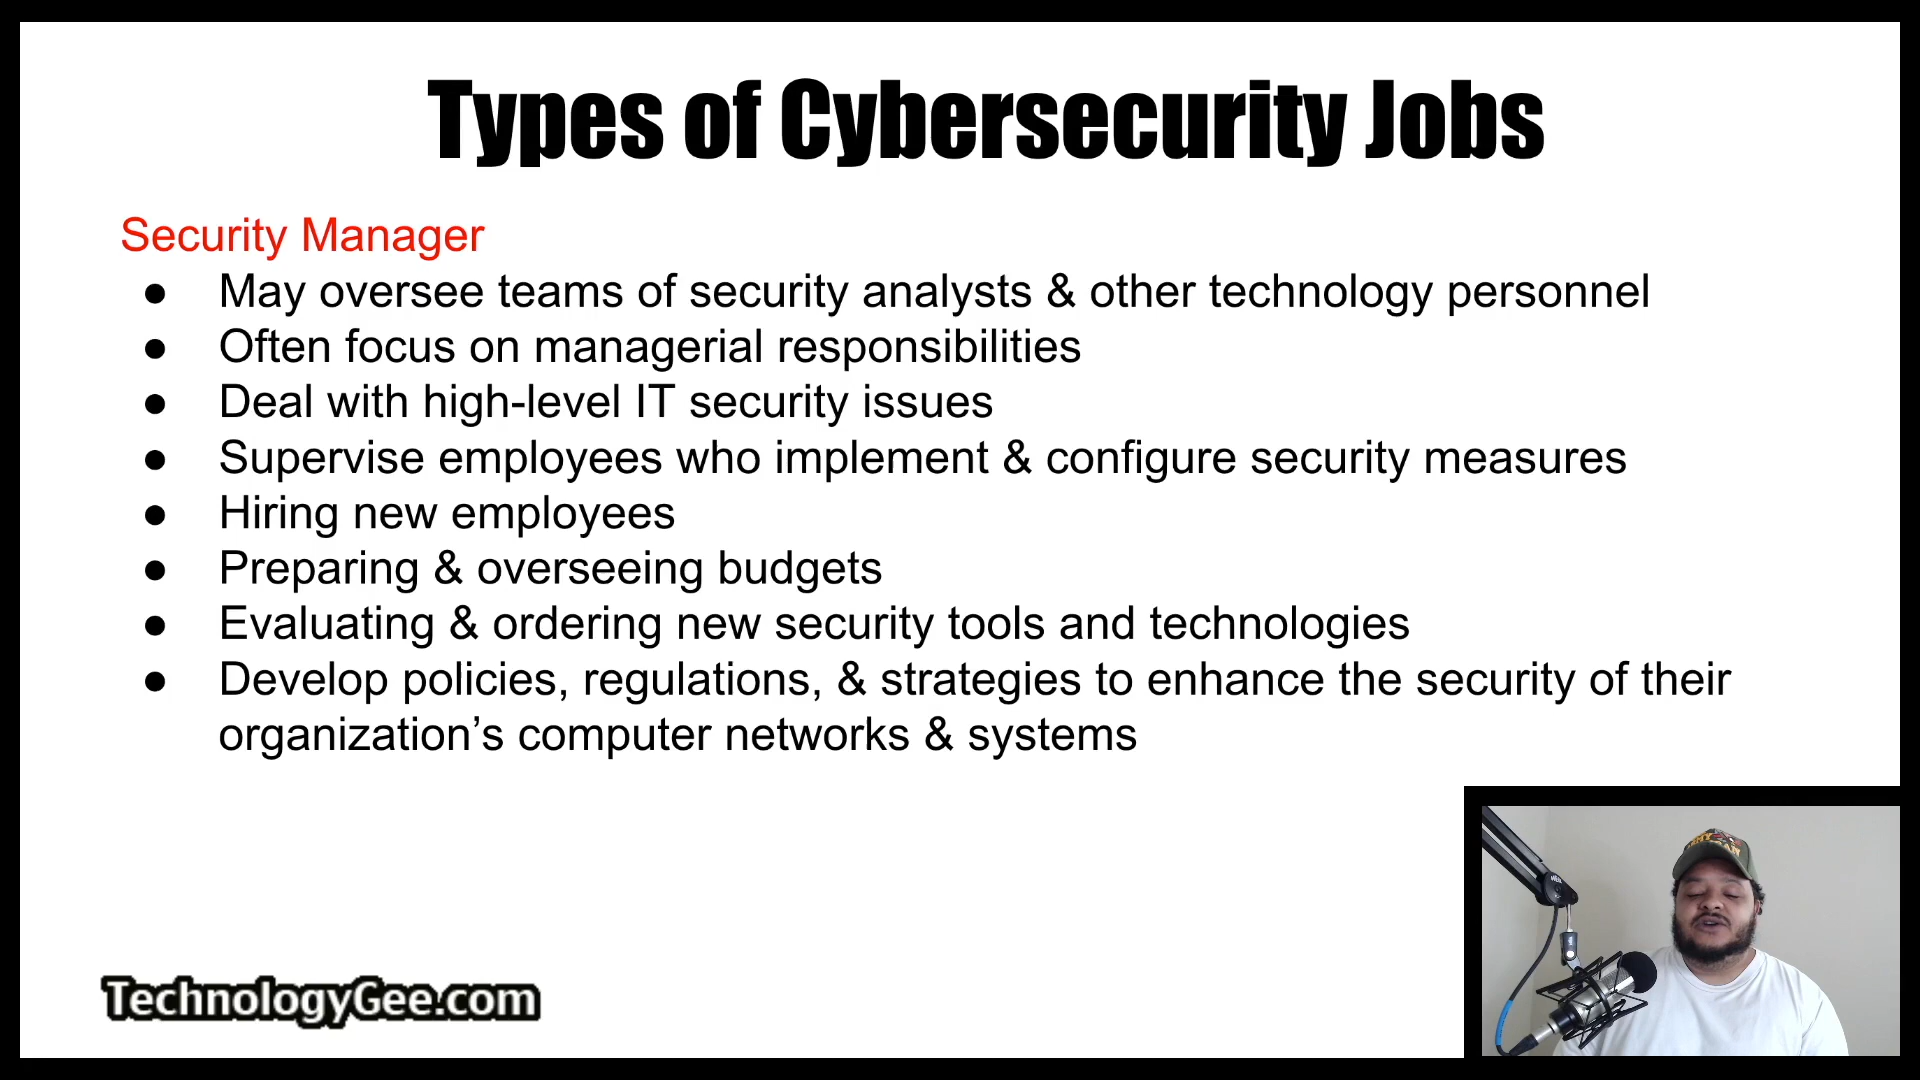 Types of Cybersecurity Jobs
Security Manager
● May oversee teams of security analysts & other technology personnel
● Often focus on managerial responsibilities
● Deal with high-level IT security issues
● Supervise employees who implement & configure security measures
● Hiring new employees
● Preparing & overseeing budgets
● Evaluating & ordering new security tools and technologies
● Develop policies, regulations, & strategies to enhance the security of their
organization’s computer networks & systems
TechnologyGee.com